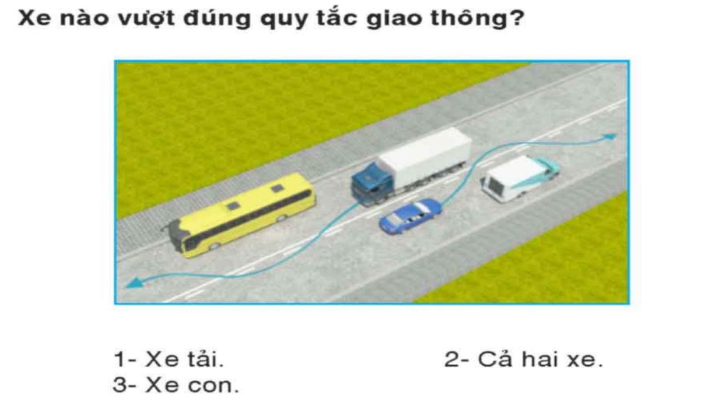 Xe nào vượt đúng quy tắc giao thông?
1- Xe tải. 2- Cả hai xe.
3- Xe con.